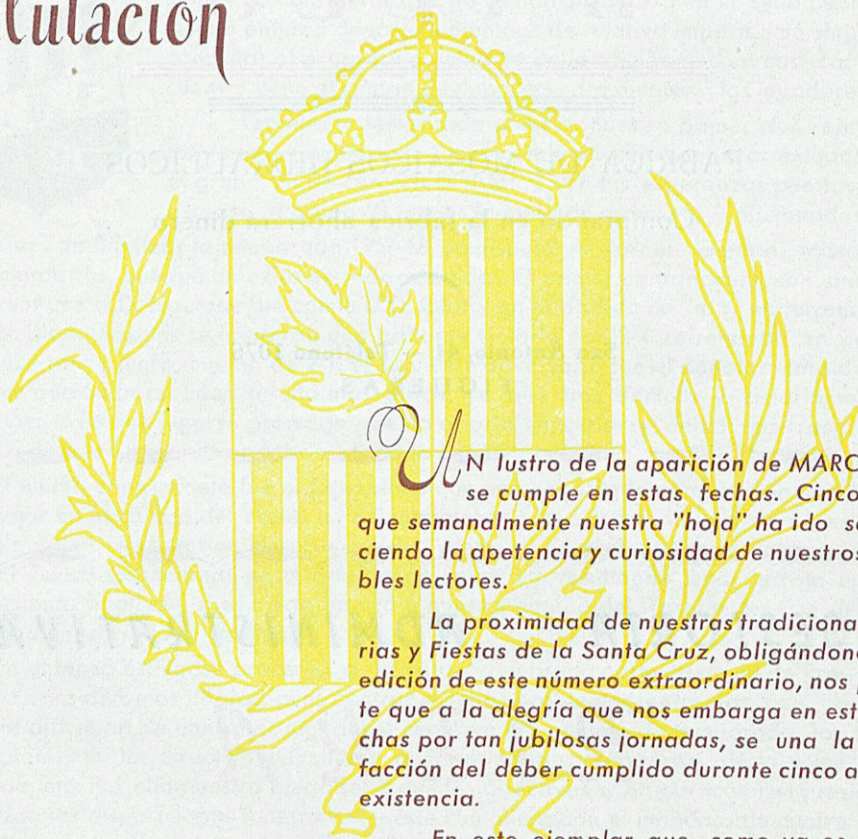 UN lustro de la aparición de MARC
se cumple en estas fechas. Cinco
que semanalmente nuestra "hoja" ha ido
ciendo la apetencia y curiosidad de nuestros
bles lectores.
La proximidad de nuestras tradiciona
rias y Fiestas de la Santa Cruz, obligándon
edición de este número extraordinario, nos
te que a la alegría que nos embarga en est
chas por tan jubilosas jornadas, se una la
facción del deber cumplido durante cinco a
existencia.